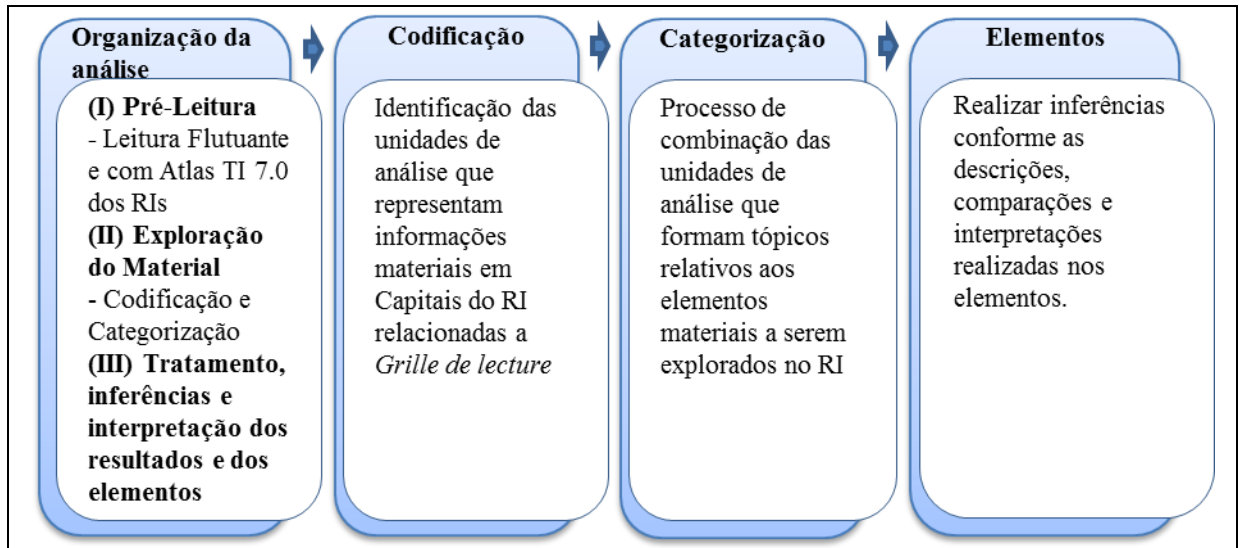 Organização da
análise
(I) Pré-Leitura
- Leitura Flutuante
e com Atlas TI 7.0
dos RIs
(II) Exploração
do Material
- Codificação e
Categorização
(III) Tratamento,
inferências e
interpretação dos
resultados e dos
elementos
Codificação
Identificação das
unidades de
análise que
representam
informações
materiais em
Capitais do RI
relacionadas a
Grille de lecture
Categorização
Processo de
combinação das
unidades de
análise que
formam tópicos
relativos aos
elementos
materiais a serem
explorados no RI
Elementos
Realizar inferências
conforme as
descrições,
comparações e
interpretações
realizadas nos
elementos.